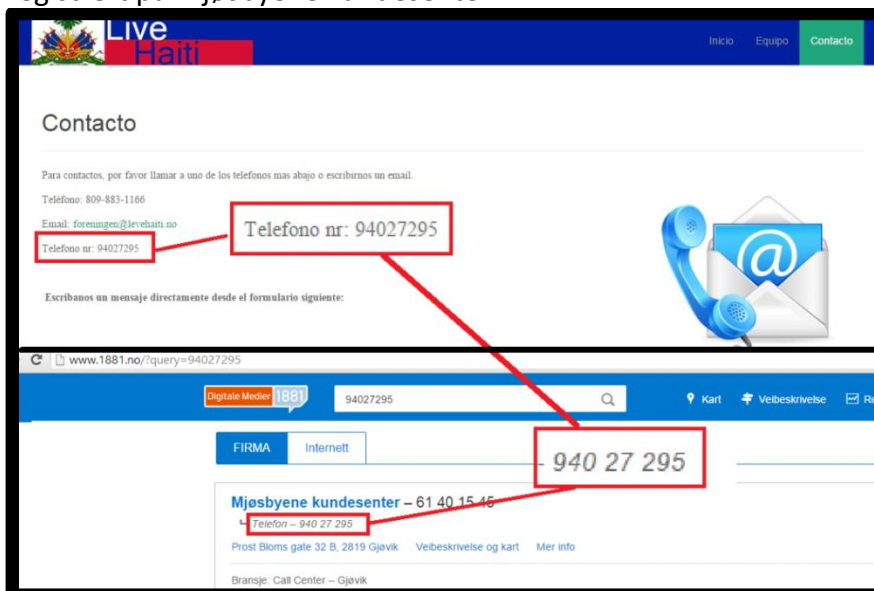 Live
Haiti
Inicio Equipo Contacto
Contacto
Para contactos, por favor llamar a uno de los telefonos mas abajo o escribirnos un email.
Teléfono: 809-883-1166
Email: foreningen@levehaiti.no
Telefono nr: 94027295
Telefono nr: 94027295
Escribanos un mensaje directamente desde el formulario siguiente:
www.1881.no/?query=94027295
Digitale Medier 1881 94027295 Kart Veibeskrivelse
FIRMA Internett
940 27 295
Mjøsbyene kundesenter – 61 40 15 45
Telefon – 940 27 295
Prost Bloms gate 32 B, 2819 Gjøvik Veibeskrivelse og kart Mer info
Bransje: Call Center – Gjøvik